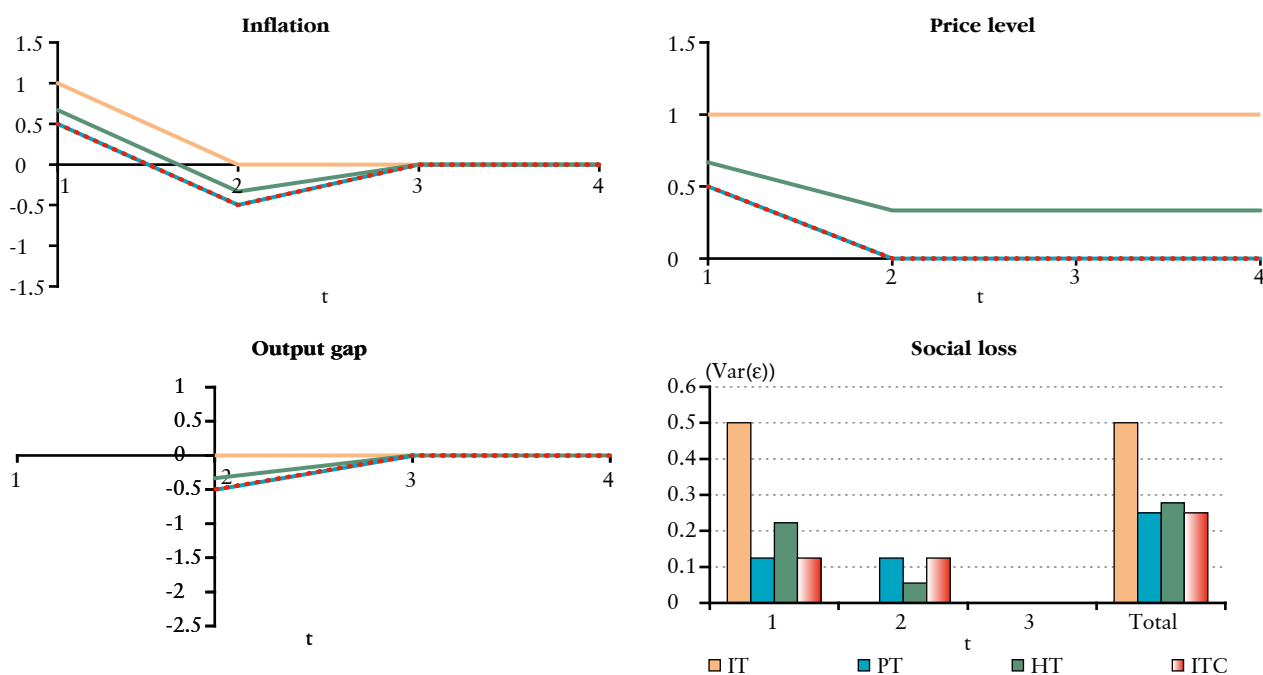 Inflation
1.5
1
0.5
0
-0.5
-1
-1.5
1 2 3 4
t
Price level
1.5
1
0.5
0
1 2 3 4
t
Output gap
1
0.5
0
-0.5
-1
-1.5
-2
-2.5
1 2 3 4
t
Social loss
(Var(ε))
0.6
0.5
0.4
0.3
0.2
0.1
0
1 2 3 Total
t
IT PT HT ITC